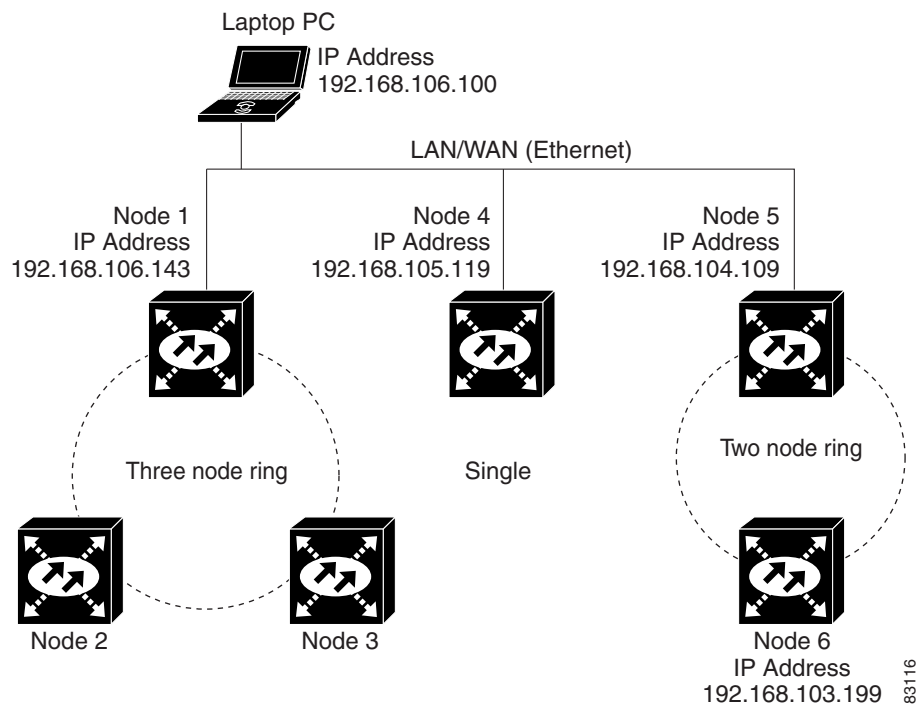 Laptop PC
IP Address
192.168.106.100
LAN/WAN (Ethernet)
Node 1
IP Address
192.168.106.143
Node 4
IP Address
192.168.105.119
Node 5
IP Address
192.168.104.109
Three node ring
Single
Two node ring
Node 2
Node 3
Node 6
IP Address
192.168.103.199
83116